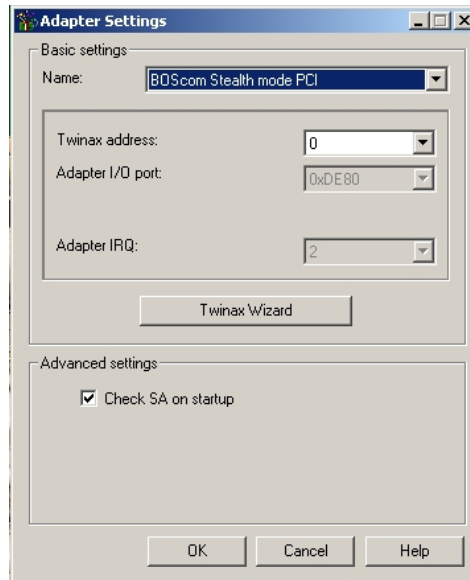 Adapter Settings
Basic settings
Name: BOScom Stealth mode PCI
Twinax address: 0
Adapter I/O port: 0xDE80
Adapter IRQ: 2
Twinax Wizard
Advanced settings
Check SA on startup
OK Cancel Help